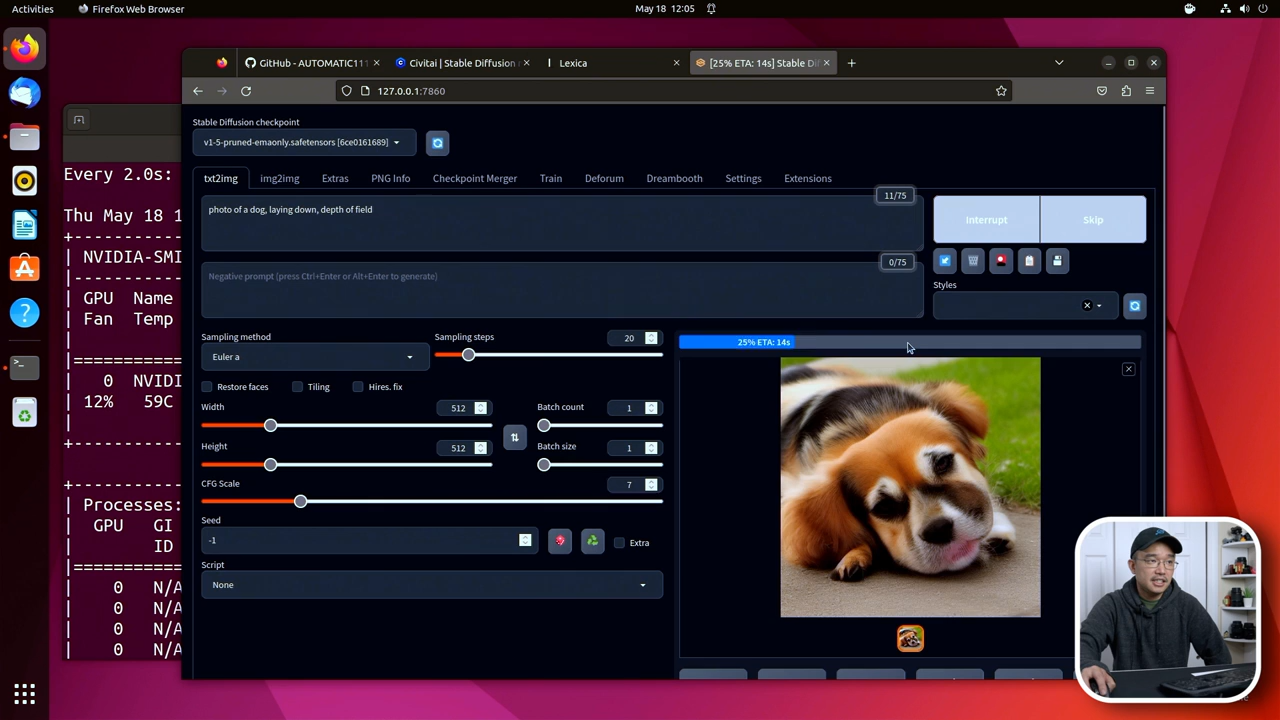 Activities
Firefox Web Browser
May 18 12:05
GitHub - AUTOMATIC111
Civitai | Stable Diffusion
Lexica
[25% ETA: 14s] Stable Dif
127.0.0.1:7860
Stable Diffusion checkpoint
v1-5-pruned-emaonly.safetensors [6ce0161689]
txt2img
img2img
Extras
PNG Info
Checkpoint Merger
Train
Deforum
Dreambooth
Settings
Extensions
11/75
photo of a dog, laying down, depth of field
Interrupt
Skip
0/75
Negative prompt (press Ctrl+Enter or Alt+Enter to generate)
Styles
Sampling method
Sampling steps
20
Euler a
25% ETA: 14s
Restore faces
Tiling
Hires. fix
Width
512
Batch count
1
Height
512
Batch size
1
CFG Scale
7
Seed
-1
Extra
Script
None
Every 2.0s:
Thu May 18 1
NVIDIA-SMI
GPU Name
Fan Temp
0 NVIDI
12% 59C
Processes:
GPU GI
ID
0 N/A
0 N/A
0 N/A
0 N/A